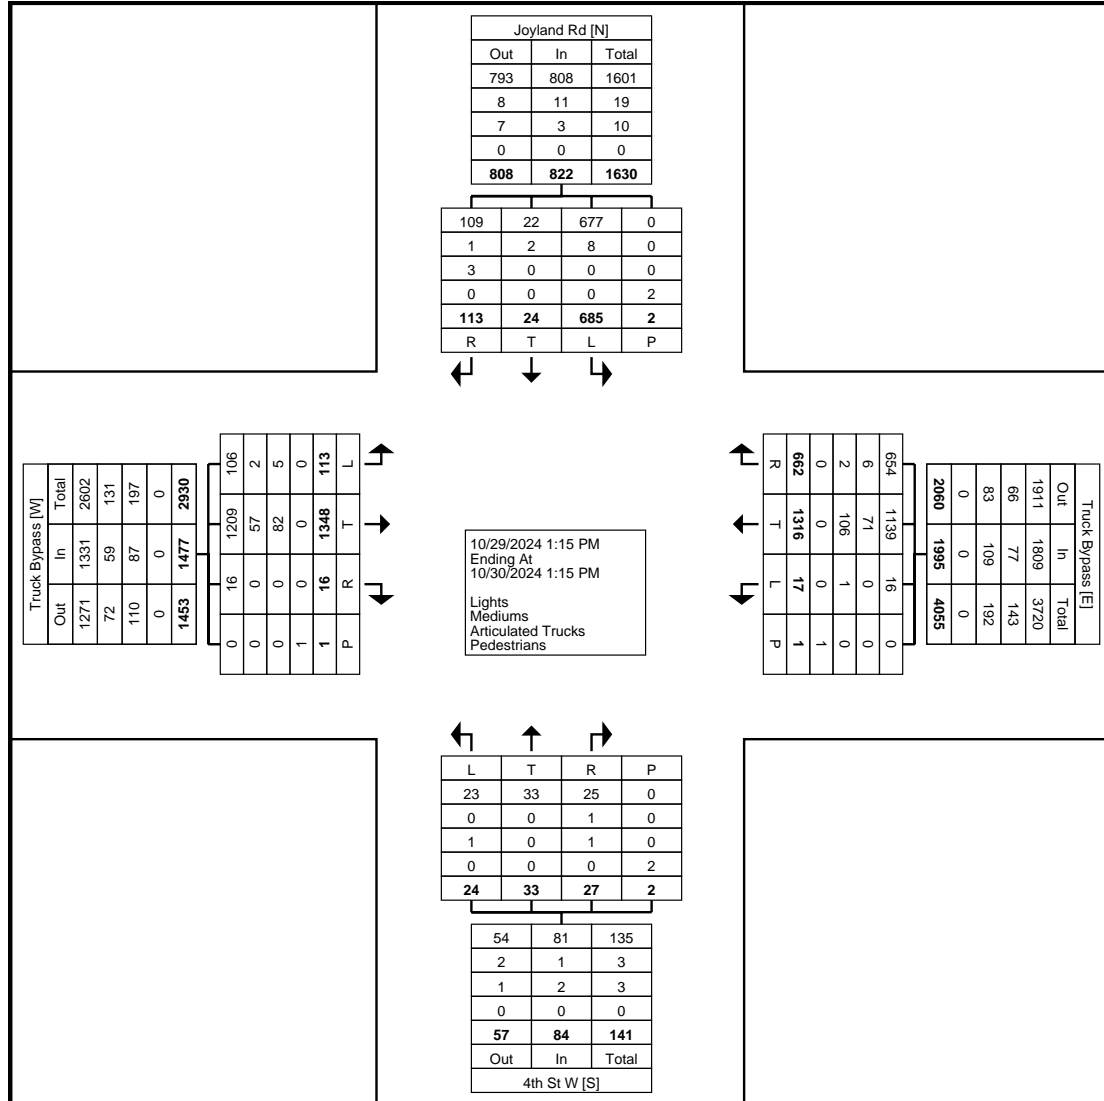 Joyland Rd [N]
Out In Total
793 808 1601
8 11 19
7 3 10
0 0 0
808 822 1630
109 22 677 0
1 2 8 0
3 0 0 0
0 0 0 2
113 24 685 2
R T L P
Truck Bypass [W]
Total In Out
2602 1331 1271
131 59 72
197 87 110
0 0 0
2930 1477 1453
106 1209 16 0
2 57 0 0
5 82 0 0
0 0 0 1
113 1348 16 1
L T R P
10/29/2024 1:15 PM
Ending At
10/30/2024 1:15 PM
Lights
Mediums
Articulated Trucks
Pedestrians
Truck Bypass [E]
Out In Total
1911 1809 3720
66 77 143
83 109 192
0 0 0
2060 1995 4055
654 1139 16 0
6 71 0 0
2 106 1 0
0 0 0 1
662 1316 17 1
R T L P
L T R P
23 33 25 0
0 0 1 0
1 0 1 0
0 0 0 2
24 33 27 2
54 81 135
2 1 3
1 2 3
0 0 0
57 84 141
Out In Total
4th St W [S]